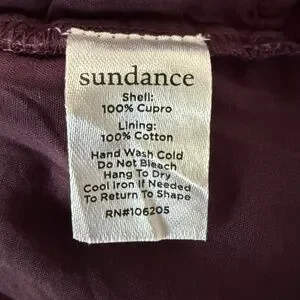 sundance
Shell:
100% Cupro
Lining:
100% Cotton
Hand Wash Cold
Do Not Bleach
Hang To Dry
Cool Iron If Needed
To Return To Shape
RN#106205